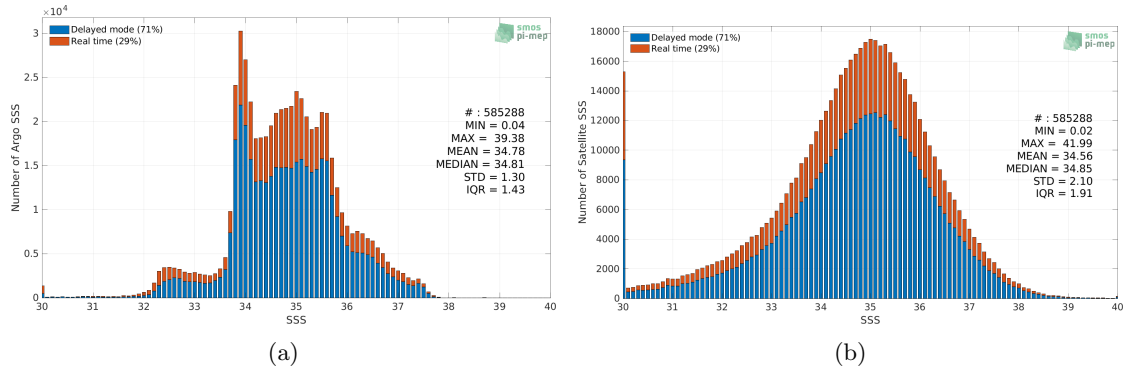 ×10⁴
Delayed mode (71%)
Real time (29%)
smos
pi-mep
# : 585288
MIN = 0.04
MAX = 39.38
MEAN = 34.78
MEDIAN = 34.81
STD = 1.30
IQR = 1.43
Number of Argo SSS
3
2.5
2
1.5
1
0.5
0
30 31 32 33 34 35 36 37 38 39 40
SSS
(a)
Delayed mode (71%)
Real time (29%)
smos
pi-mep
# : 585288
MIN = 0.02
MAX = 41.99
MEAN = 34.56
MEDIAN = 34.85
STD = 2.10
IQR = 1.91
Number of Satellite SSS
18000
16000
14000
12000
10000
8000
6000
4000
2000
0
30 31 32 33 34 35 36 37 38 39 40
SSS
(b)